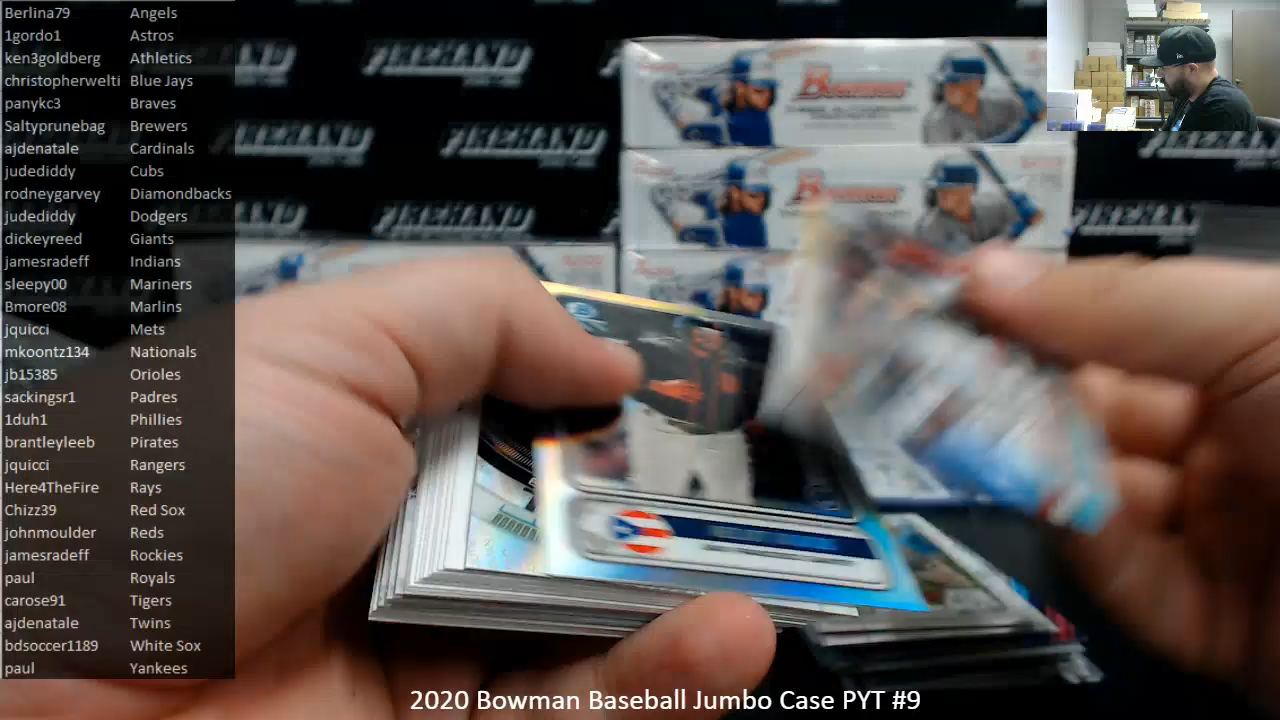 Berlina79 Angels
1gordo1 Astros
ken3goldberg Athletics
christopherwelti Blue Jays
panykc3 Braves
Saltyprunebag Brewers
ajdenatale Cardinals
judediddy Cubs
rodneygarvey Diamondbacks
judediddy Dodgers
dickeyreed Giants
jamesradeff Indians
sleepy00 Mariners
Bmore08 Marlins
jquicci Mets
mkoontz134 Nationals
jb15385 Orioles
sackingsr1 Padres
1duh1 Phillies
brantleyleeb Pirates
jquicci Rangers
Here4TheFire Rays
Chizz39 Red Sox
johnmoulder Reds
jamesradeff Rockies
paul Royals
carose91 Tigers
ajdenatale Twins
bdsoccer1189 White Sox
paul Yankees
Bowman
Bowman
FIREHAND
FIREHAND
FIREHAND
2020 Bowman Baseball Jumbo Case PYT #9